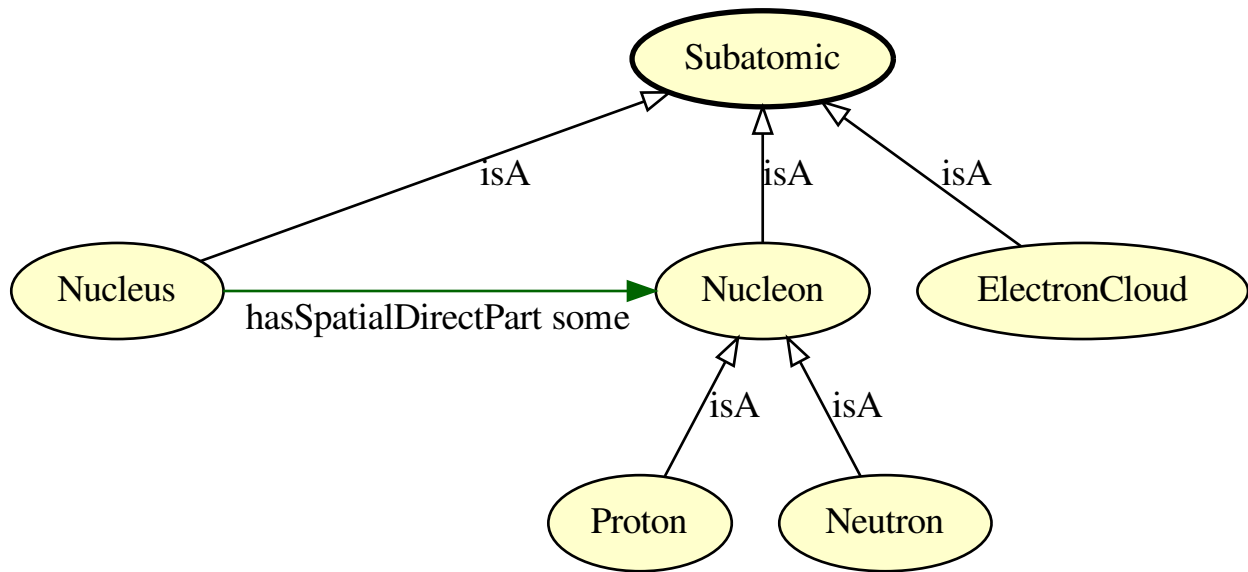 Subatomic
isA
isA
isA
Nucleus
Nucleon
ElectronCloud
hasSpatialDirectPart some
isA
isA
Proton
Neutron